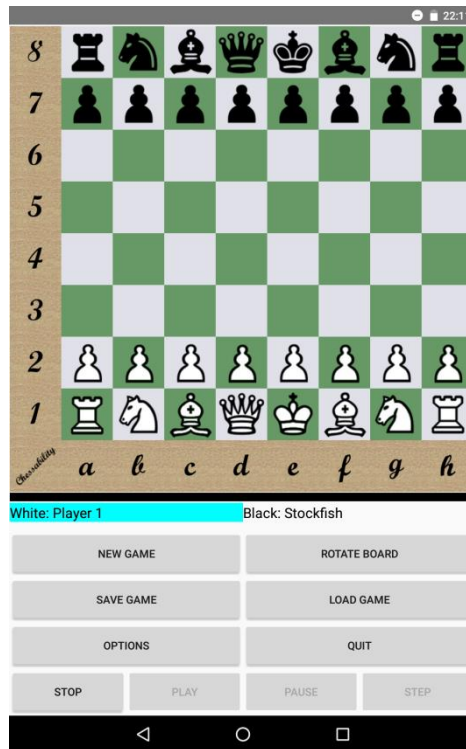 22:1
8
7
6
5
4
3
2
1
Chessability
a b c d e f g h
White: Player 1 Black: Stockfish
NEW GAME ROTATE BOARD
SAVE GAME LOAD GAME
OPTIONS QUIT
STOP PLAY PAUSE STEP